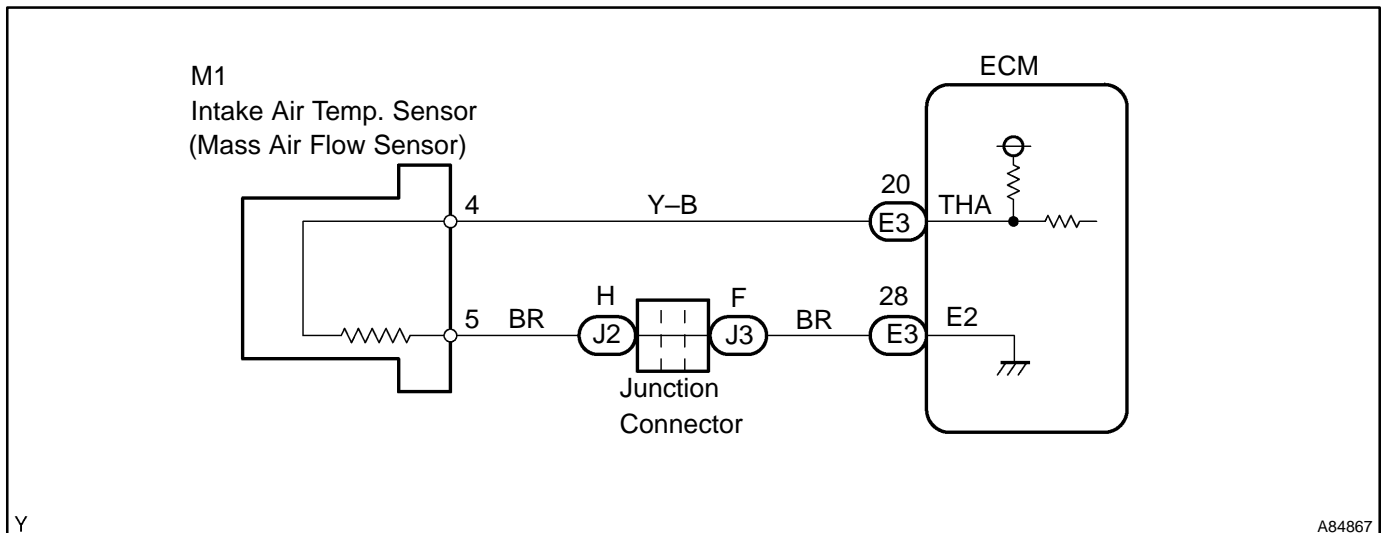 M1
Intake Air Temp. Sensor
(Mass Air Flow Sensor)
ECM
4
Y–B
20
E3
THA
5
BR
H
J2
F
J3
BR
28
E3
E2
Junction
Connector
Y
A84867